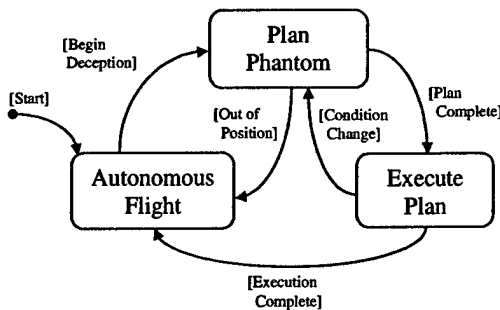 [Begin
Deception]
Plan
Phantom
[Start]
[Out of
Position]
[Condition
Change]
[Plan
Complete]
Autonomous
Flight
Execute
Plan
[Execution
Complete]